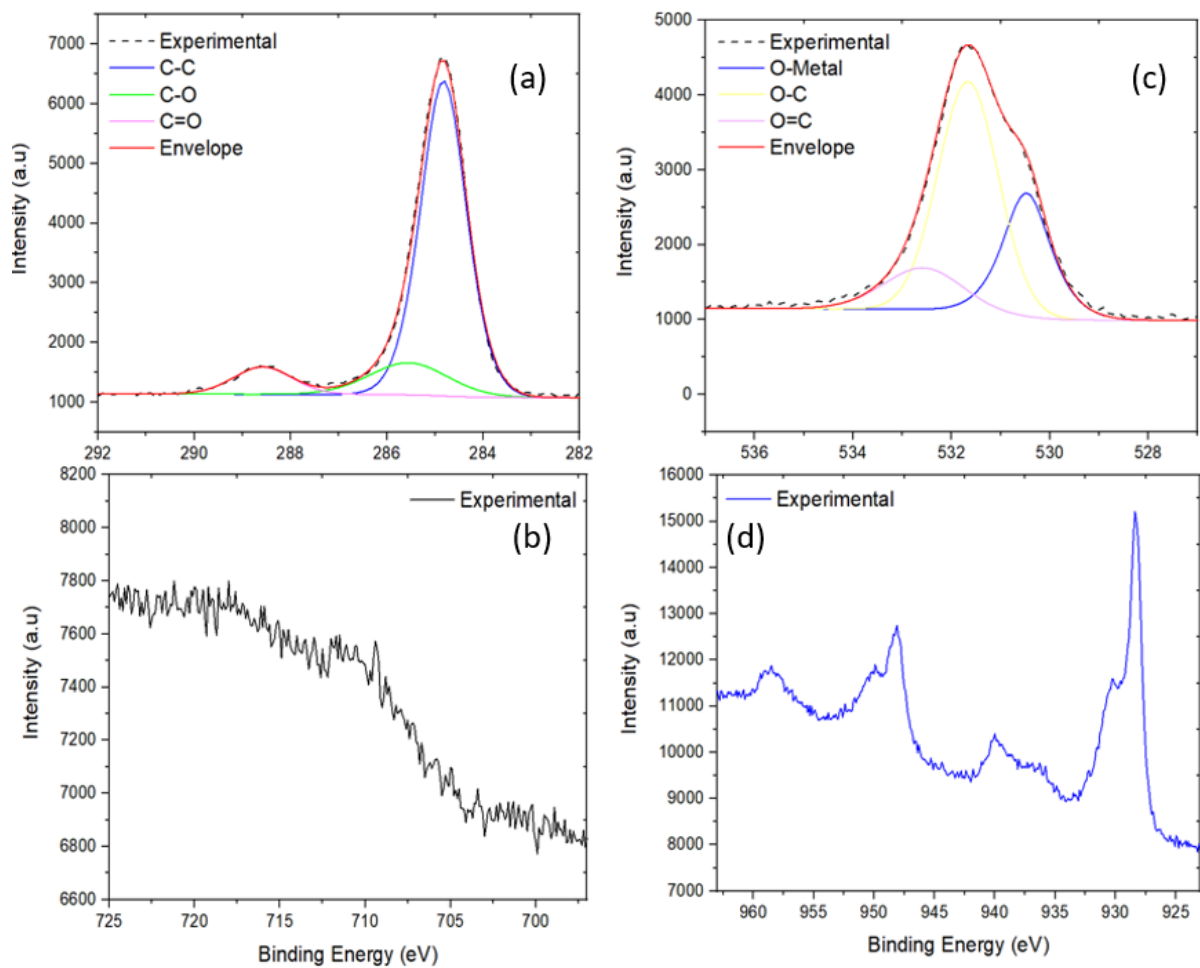 Intensity (a.u)
7000
6000
5000
4000
3000
2000
1000
Experimental
C-C
C-O
C=O
Envelope
(a)
292
290
288
286
284
282
Intensity (a.u)
5000
4000
3000
2000
1000
0
Experimental
O-Metal
O-C
O=C
Envelope
(c)
536
534
532
530
528
Intensity (a.u)
8200
8000
7800
7600
7400
7200
7000
6800
6600
Experimental
(b)
725
720
715
710
705
700
Binding Energy (eV)
Intensity (a.u)
16000
15000
14000
13000
12000
11000
10000
9000
8000
7000
Experimental
(d)
960
955
950
945
940
935
930
925
Binding Energy (eV)